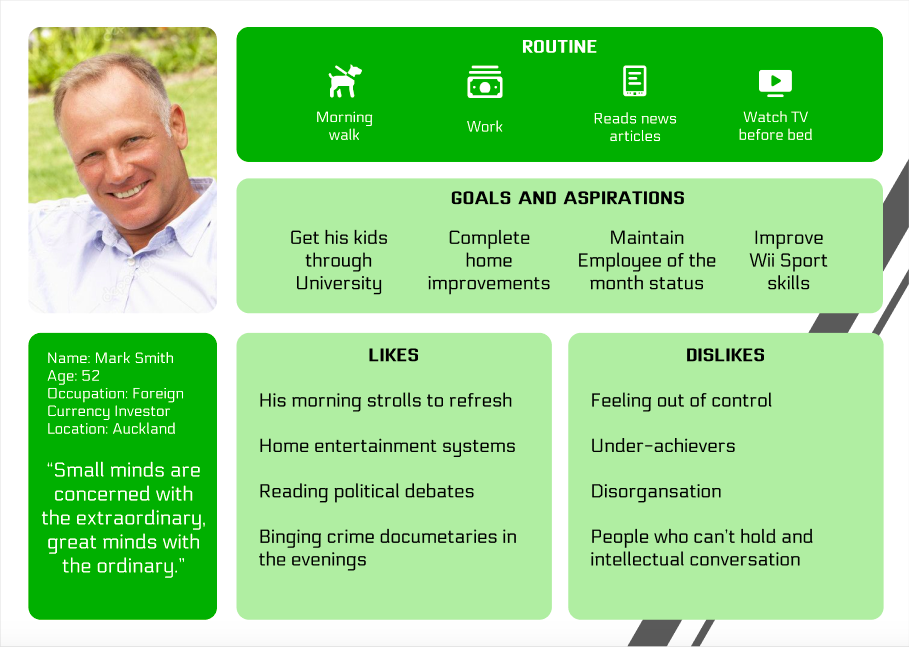 ROUTINE
Morning
walk
Work
Reads news
articles
Watch TV
before bed
GOALS AND ASPIRATIONS
Get his kids
through
University
Complete
home
improvements
Maintain
Employee of the
month status
Improve
Wii Sport
skills
Name: Mark Smith
Age: 52
Occupation: Foreign
Currency Investor
Location: Auckland
“Small minds are
concerned with
the extraordinary,
great minds with
the ordinary.”
LIKES
His morning strolls to refresh
Home entertainment systems
Reading political debates
Binging crime documetaries in
the evenings
DISLIKES
Feeling out of control
Under-achievers
Disorgansation
People who can't hold and
intellectual conversation